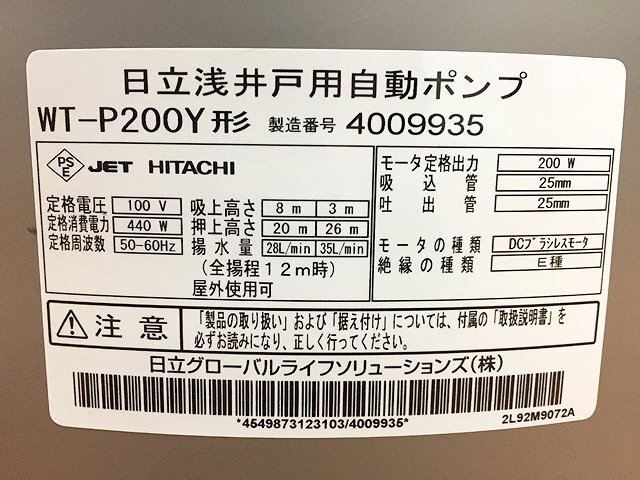 日立浅井戸用自動ポンプ
WT-P200Y形 製造番号 4009935
PSE JET HITACHI
定格電圧 100 V
定格消費電力 440 W
定格周波数 50-60Hz
吸上高さ 8 m 3 m
押上高さ 20 m 26 m
揚水量 28L/min 35L/min
(全揚程12m時)
屋外使用可
モータ定格出力 200 W
吸込管 25mm
吐出管 25mm
モータの種類 DCブラシレスモータ
絶縁の種類 E種
注意
「製品の取り扱い」および「据え付け」については、付属の「取扱説明書」を
必ずお読みになり、正しく行ってください。
日立グローバルライフソリューションズ(株)
*4549873123103/4009935*
2L92M9072A